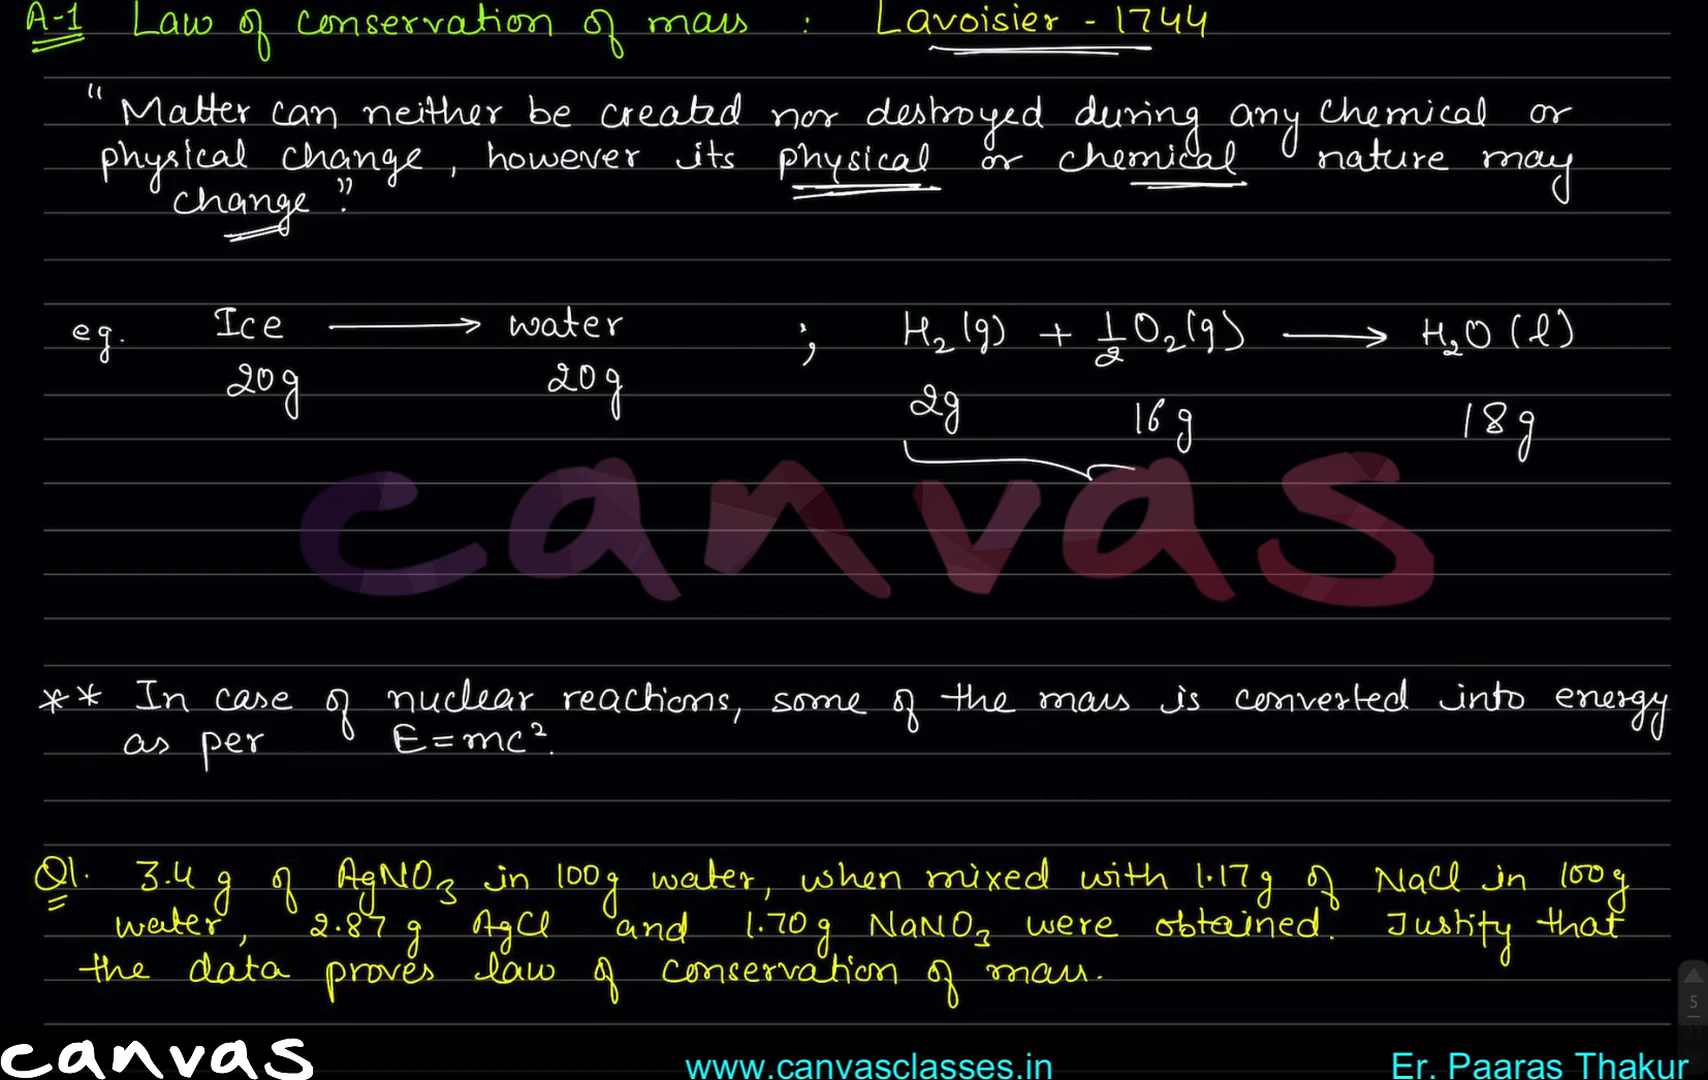 A-1 Law of conservation of mass : Lavoisier - 1744
"Matter can neither be created nor destroyed during any chemical or
physical change, however its physical or chemical nature may
change".
eg. Ice → water ; H₂(g) + 1/2 O₂(g) → H₂O(l)
20g 20g 2g 16g 18g
canvas
** In case of nuclear reactions, some of the mass is converted into energy
as per E=mc².
Q1. 3.4 g of AgNO₃ in 100g water, when mixed with 1.17g of NaCl in 100g
water, 2.87 g AgCl and 1.70g NaNO₃ were obtained. Justify that
the data proves law of conservation of mass.
5
canvas www.canvasclasses.in Er. Paaras Thakur